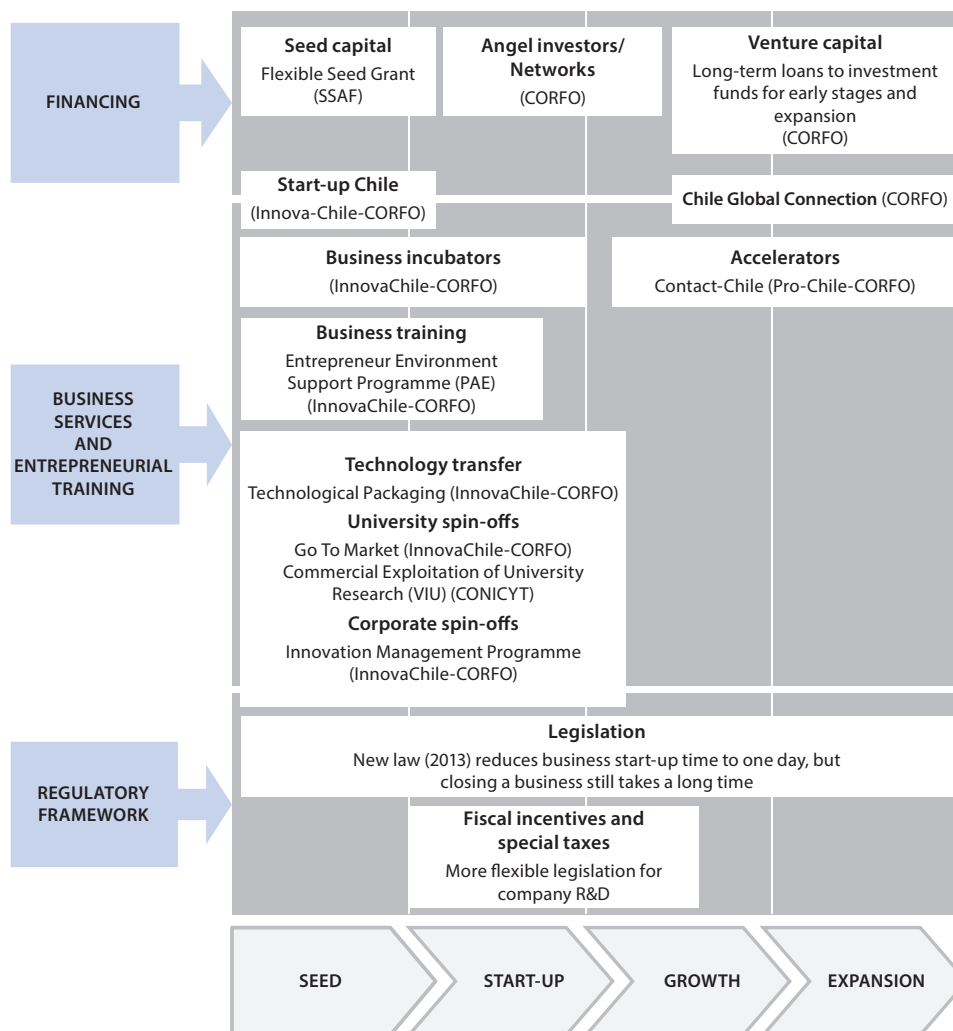 FINANCING
Seed capital
Flexible Seed Grant
(SSAF)
Angel investors/
Networks
(CORFO)
Venture capital
Long-term loans to investment
funds for early stages and
expansion
(CORFO)
Start-up Chile
(Innova-Chile-CORFO)
Chile Global Connection (CORFO)
BUSINESS
SERVICES
AND
ENTREPRENEURIAL
TRAINING
Business incubators
(InnovaChile-CORFO)
Accelerators
Contact-Chile (Pro-Chile-CORFO)
Business training
Entrepreneur Environment
Support Programme (PAE)
(InnovaChile-CORFO)
Technology transfer
Technological Packaging (InnovaChile-CORFO)
University spin-offs
Go To Market (InnovaChile-CORFO)
Commercial Exploitation of University
Research (VIU) (CONICYT)
Corporate spin-offs
Innovation Management Programme
(InnovaChile-CORFO)
REGULATORY
FRAMEWORK
Legislation
New law (2013) reduces business start-up time to one day, but
closing a business still takes a long time
Fiscal incentives and
special taxes
More flexible legislation for
company R&D
SEED
START-UP
GROWTH
EXPANSION